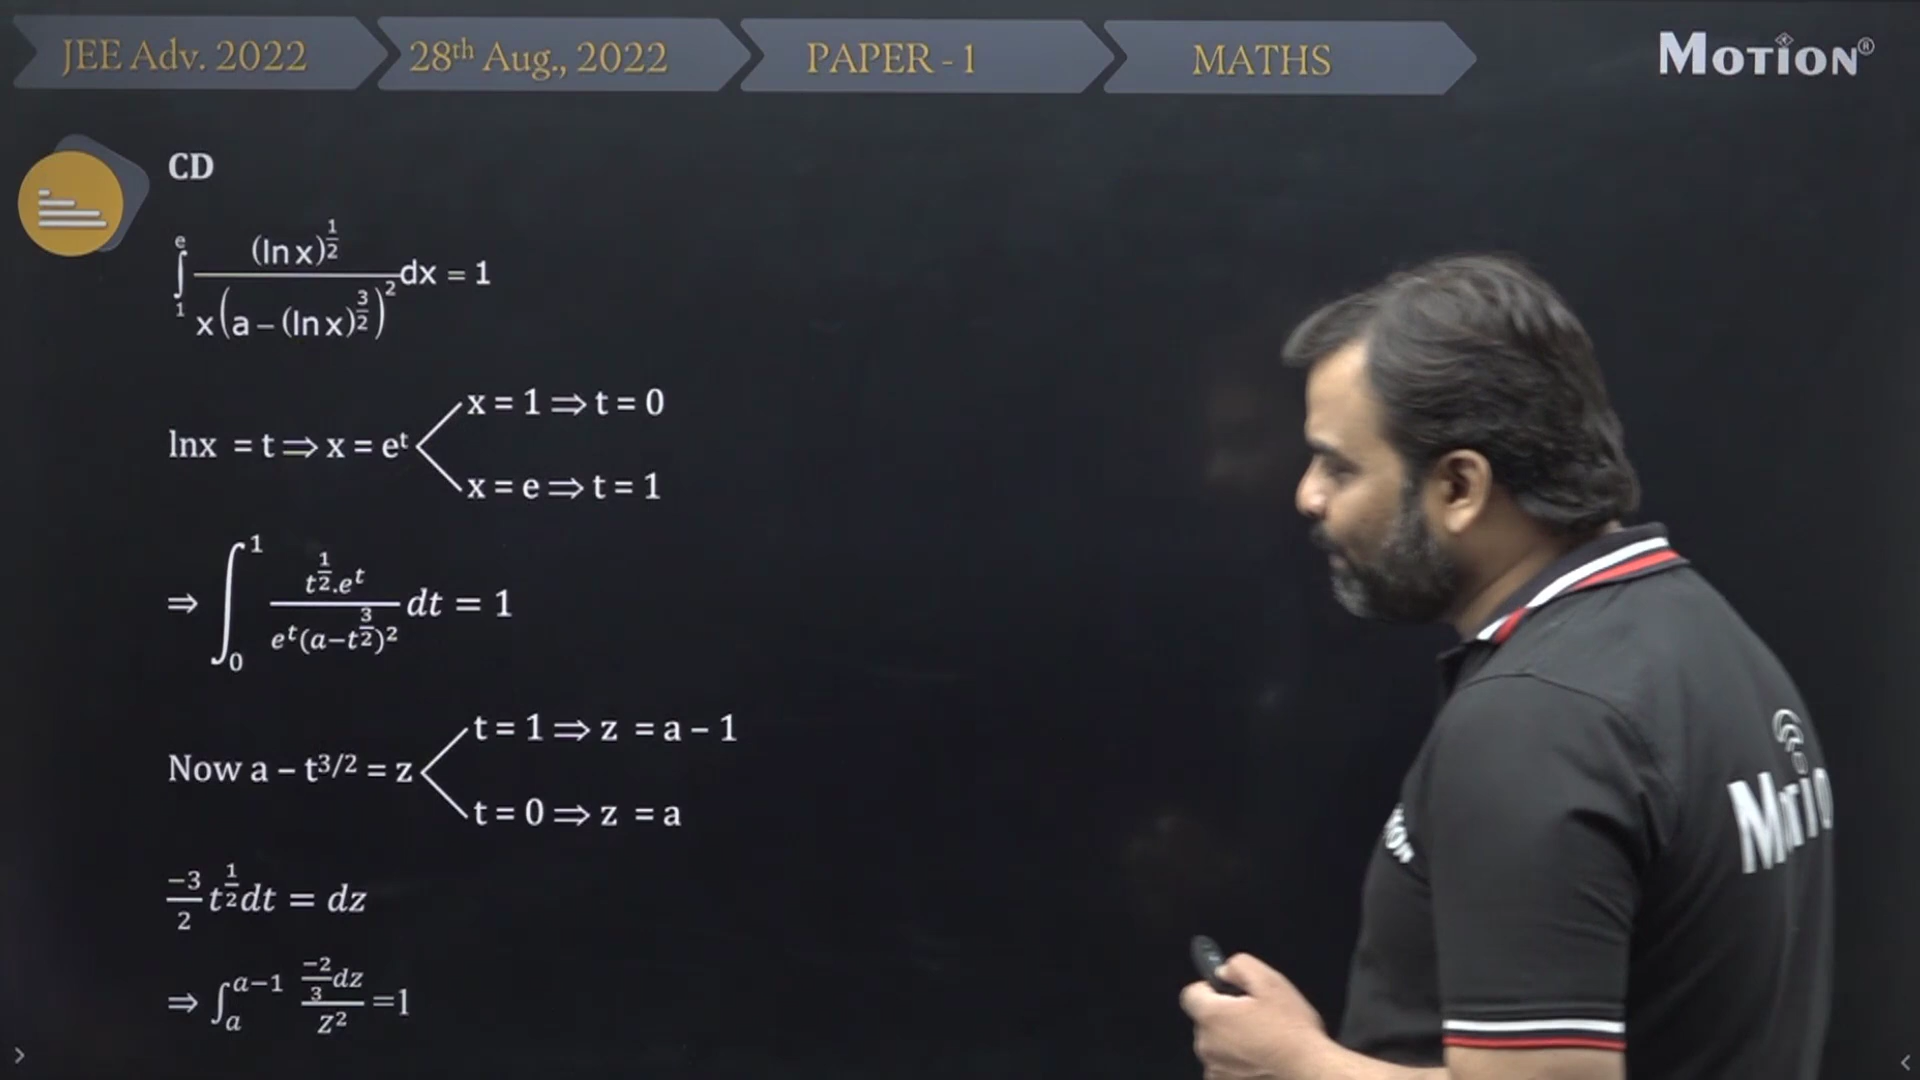 JEE Adv. 2022
28th Aug., 2022
PAPER - 1
MATHS
MOTION®
CD
∫₁ᵉ (ln x)^(1/2) / x(a – (ln x)^(3/2))² dx = 1
lnx = t ⇒ x = eᵗ
x = 1 ⇒ t = 0
x = e ⇒ t = 1
⇒ ∫₀¹ t^(1/2).eᵗ / eᵗ(a–t^(3/2))² dt = 1
Now a – t^3/2 = z
t = 1 ⇒ z = a – 1
t = 0 ⇒ z = a
–3/2 t^(1/2) dt = dz
⇒ ∫ₐ^(a–1) (–2/3 dz) / Z² =1